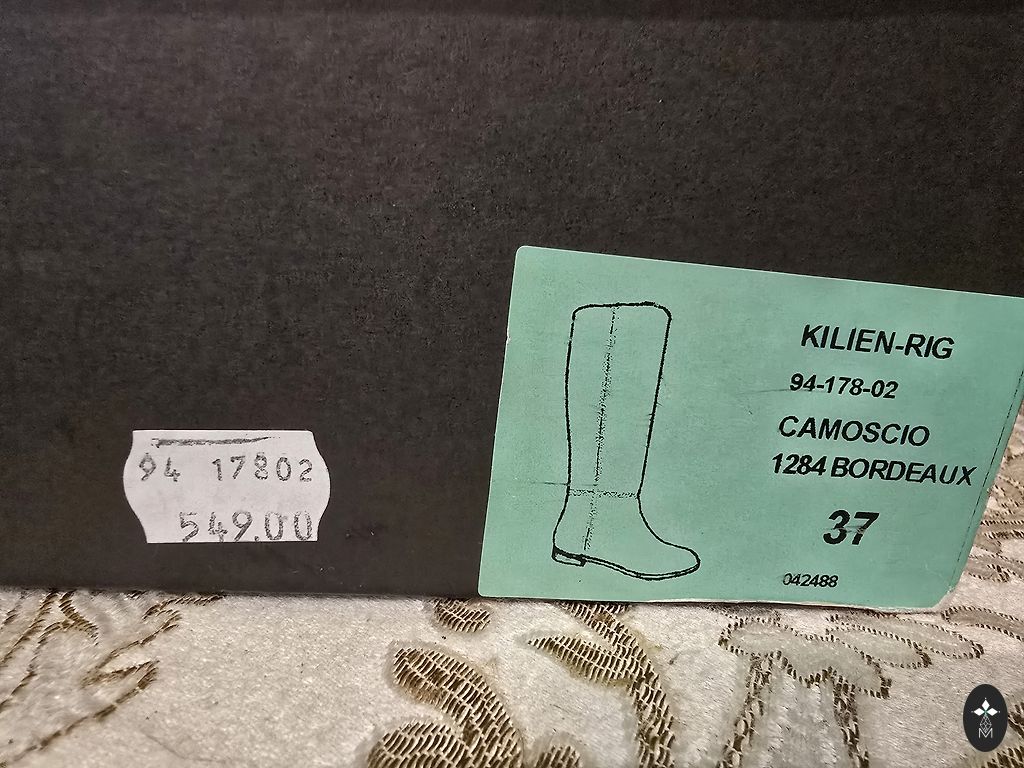 94 17802
549.00
KILIEN-RIG
94-178-02
CAMOSCIO
1284 BORDEAUX
37
042488
M